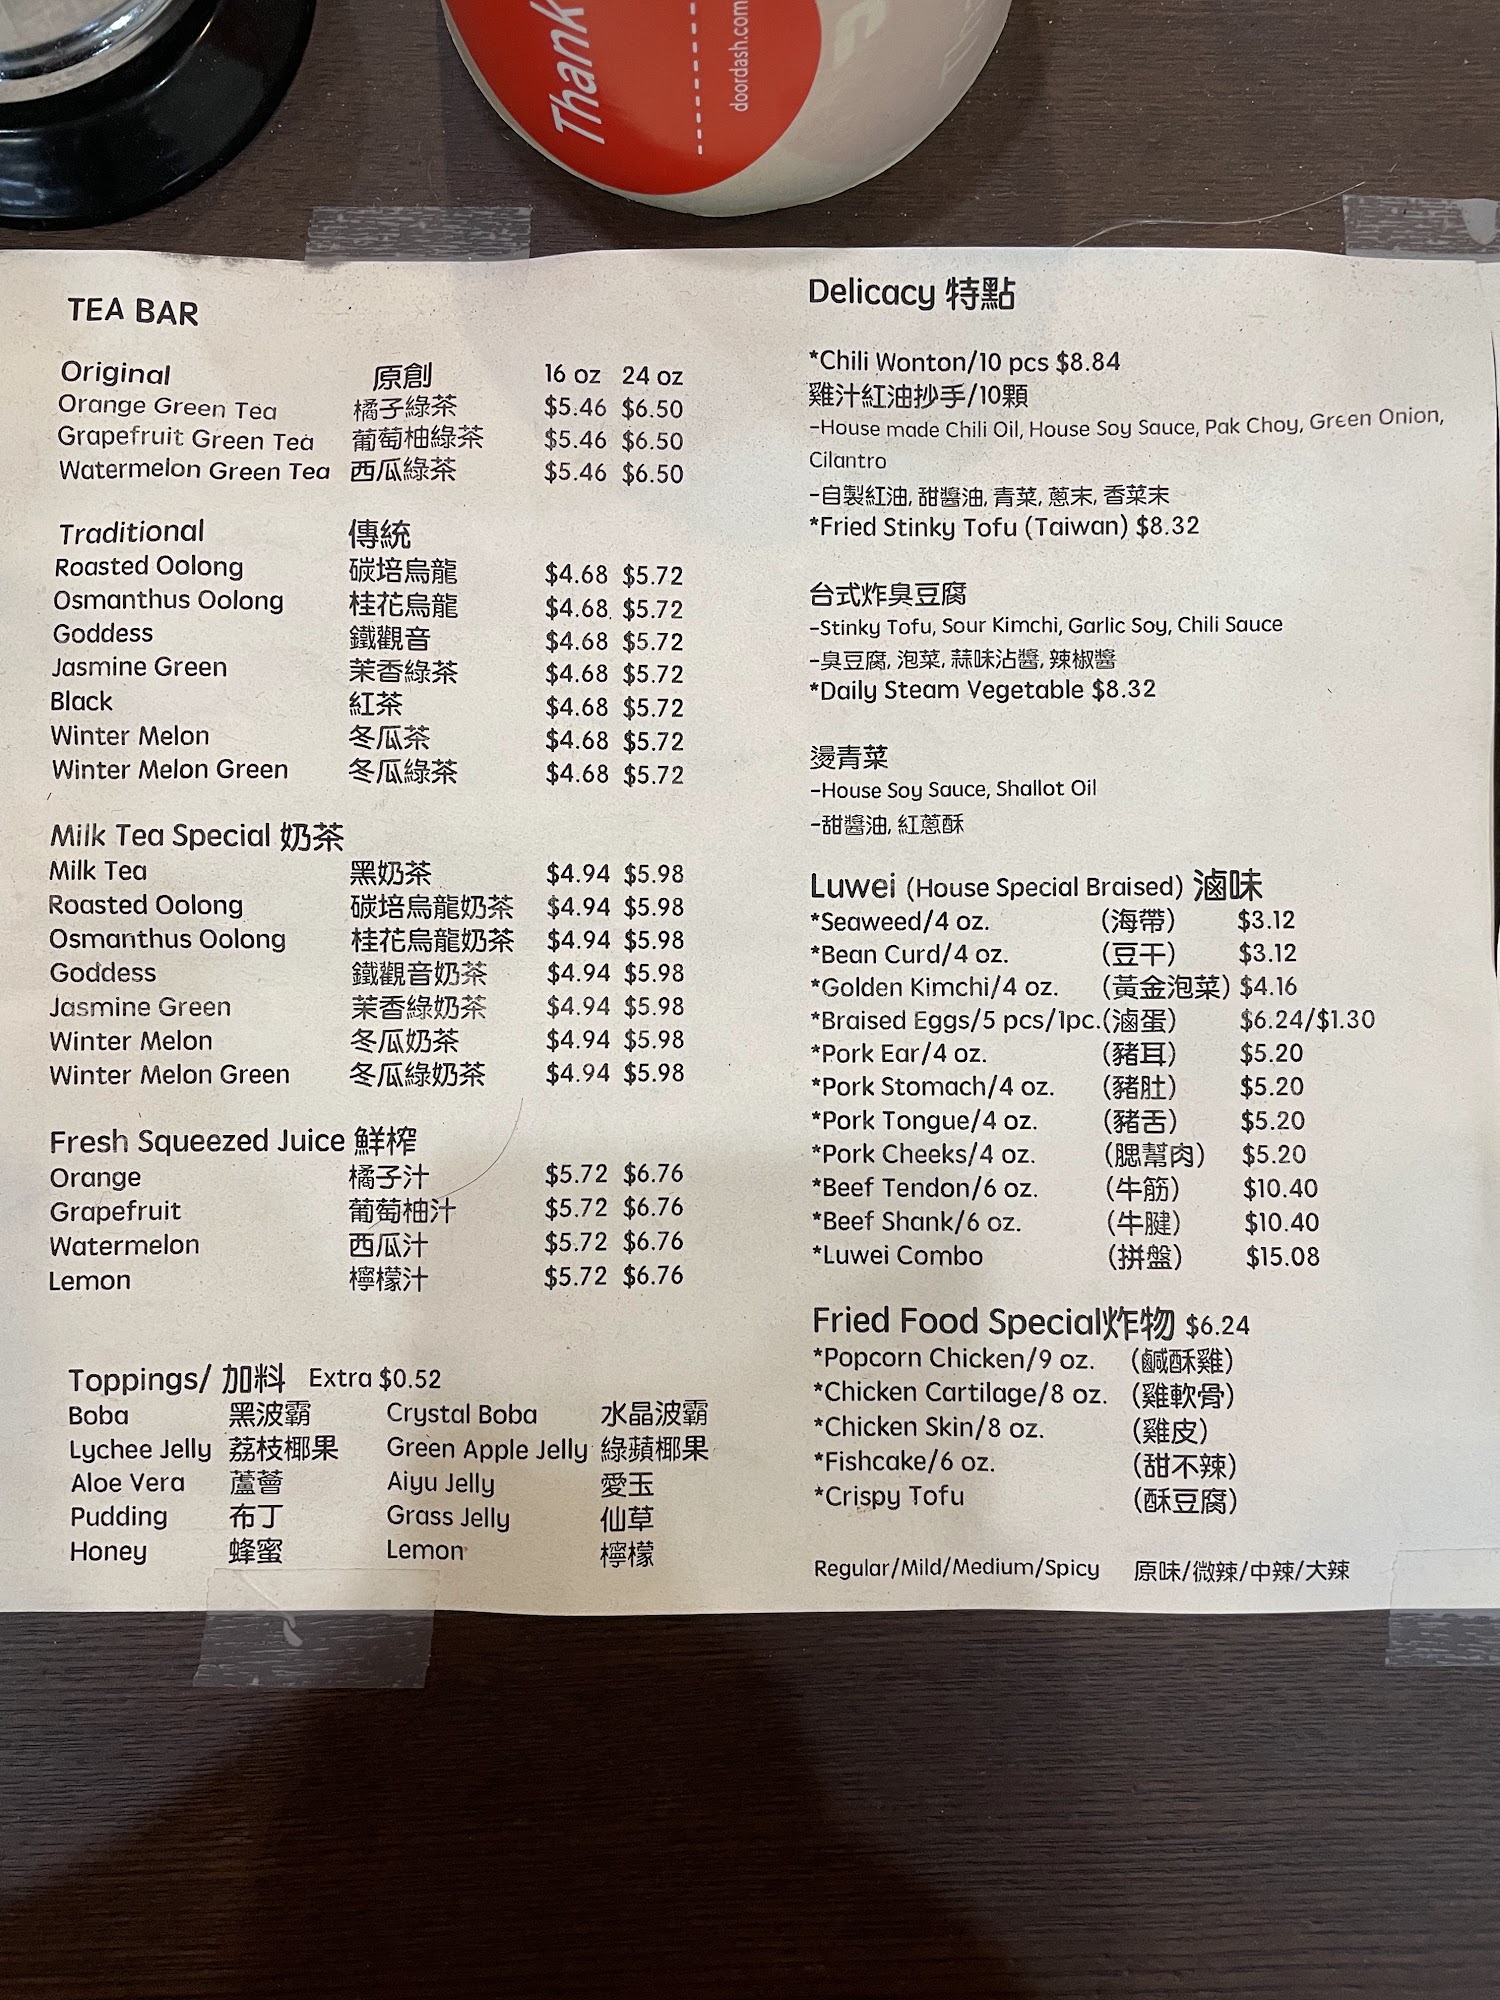 Thank
doordash.com
TEA BAR
Original 原創 16 oz 24 oz
Orange Green Tea 橘子綠茶 $5.46 $6.50
Grapefruit Green Tea 葡萄柚綠茶 $5.46 $6.50
Watermelon Green Tea 西瓜綠茶 $5.46 $6.50
Traditional 傳統
Roasted Oolong 碳培烏龍 $4.68 $5.72
Osmanthus Oolong 桂花烏龍 $4.68 $5.72
Goddess 鐵觀音 $4.68 $5.72
Jasmine Green 茉香綠茶 $4.68 $5.72
Black 紅茶 $4.68 $5.72
Winter Melon 冬瓜茶 $4.68 $5.72
Winter Melon Green 冬瓜綠茶 $4.68 $5.72
Milk Tea Special 奶茶
Milk Tea 黑奶茶 $4.94 $5.98
Roasted Oolong 碳培烏龍奶茶 $4.94 $5.98
Osmanthus Oolong 桂花烏龍奶茶 $4.94 $5.98
Goddess 鐵觀音奶茶 $4.94 $5.98
Jasmine Green 茉香綠奶茶 $4.94 $5.98
Winter Melon 冬瓜奶茶 $4.94 $5.98
Winter Melon Green 冬瓜綠奶茶 $4.94 $5.98
Fresh Squeezed Juice 鮮榨
Orange 橘子汁 $5.72 $6.76
Grapefruit 葡萄柚汁 $5.72 $6.76
Watermelon 西瓜汁 $5.72 $6.76
Lemon 檸檬汁 $5.72 $6.76
Toppings/ 加料 Extra $0.52
Boba 黑波霸 Crystal Boba 水晶波霸
Lychee Jelly 荔枝椰果 Green Apple Jelly 綠蘋椰果
Aloe Vera 蘆薈 Aiyu Jelly 愛玉
Pudding 布丁 Grass Jelly 仙草
Honey 蜂蜜 Lemon 檸檬
Delicacy 特點
*Chili Wonton/10 pcs $8.84
雞汁紅油抄手/10顆
-House made Chili Oil, House Soy Sauce, Pak Choy, Green Onion,
Cilantro
-自製紅油, 甜醬油, 青菜, 蔥末, 香菜末
*Fried Stinky Tofu (Taiwan) $8.32
台式炸臭豆腐
-Stinky Tofu, Sour Kimchi, Garlic Soy, Chili Sauce
-臭豆腐, 泡菜, 蒜味沾醬, 辣椒醬
*Daily Steam Vegetable $8.32
燙青菜
-House Soy Sauce, Shallot Oil
-甜醬油, 紅蔥酥
Luwei (House Special Braised) 滷味
*Seaweed/4 oz. (海帶) $3.12
*Bean Curd/4 oz. (豆干) $3.12
*Golden Kimchi/4 oz. (黃金泡菜) $4.16
*Braised Eggs/5 pcs/1pc.(滷蛋) $6.24/$1.30
*Pork Ear/4 oz. (豬耳) $5.20
*Pork Stomach/4 oz. (豬肚) $5.20
*Pork Tongue/4 oz. (豬舌) $5.20
*Pork Cheeks/4 oz. (腮幫肉) $5.20
*Beef Tendon/6 oz. (牛筋) $10.40
*Beef Shank/6 oz. (牛腱) $10.40
*Luwei Combo (拼盤) $15.08
Fried Food Special炸物 $6.24
*Popcorn Chicken/9 oz. (鹹酥雞)
*Chicken Cartilage/8 oz. (雞軟骨)
*Chicken Skin/8 oz. (雞皮)
*Fishcake/6 oz. (甜不辣)
*Crispy Tofu (酥豆腐)
Regular/Mild/Medium/Spicy 原味/微辣/中辣/大辣